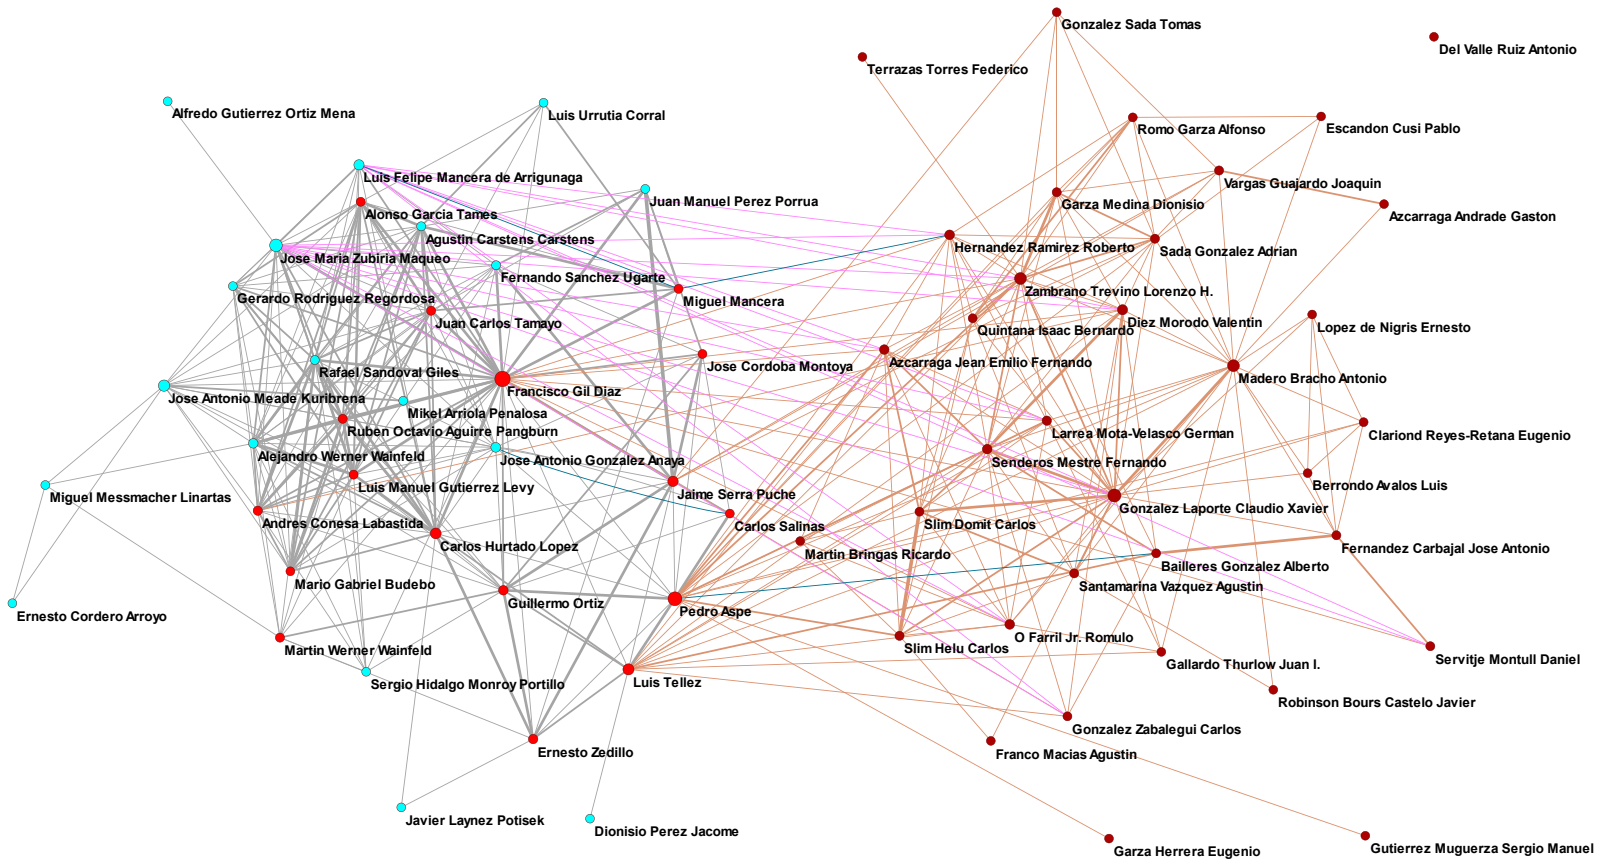 Gonzalez Sada Tomas
Del Valle Ruiz Antonio
Terrazas Torres Federico
Alfredo Gutierrez Ortiz Mena
Luis Urrutia Corral
Romo Garza Alfonso
Escandon Cusi Pablo
Luis Felipe Mancera de Arrigunaga
Vargas Guajardo Joaquin
Juan Manuel Perez Porrua
Garza Medina Dionisio
Alonso Garcia Tames
Azcarraga Andrade Gaston
Agustin Carstens Carstens
Hernandez Ramirez Roberto
Sada Gonzalez Adrian
Jose Maria Zubiria Maqueo
Fernando Sanchez Ugarte
Zambrano Trevino Lorenzo H.
Gerardo Rodriguez Regordosa
Miguel Mancera
Juan Carlos Tamayo
Diez Morodo Valentin
Quintana Isaac Bernardo
Lopez de Nigris Ernesto
Azcarraga Jean Emilio Fernando
Jose Cordoba Montoya
Rafael Sandoval Giles
Madero Bracho Antonio
Francisco Gil Diaz
Jose Antonio Meade Kuribrena
Mikel Arriola Penalosa
Ruben Octavio Aguirre Pangburn
Larrea Mota-Velasco German
Clariond Reyes-Retana Eugenio
Alejandro Werner Wainfeld
Jose Antonio Gonzalez Anaya
Senderos Mestre Fernando
Luis Manuel Gutierrez Levy
Berrondo Avalos Luis
Miguel Messmacher Linartas
Jaime Serra Puche
Gonzalez Laporte Claudio Xavier
Andres Conesa Labastida
Carlos Salinas
Slim Domit Carlos
Carlos Hurtado Lopez
Martin Bringas Ricardo
Fernandez Carbajal Jose Antonio
Bailleres Gonzalez Alberto
Mario Gabriel Budebo
Santamarina Vazquez Agustin
Guillermo Ortiz
Pedro Aspe
Ernesto Cordero Arroyo
O Farril Jr. Romulo
Martin Werner Wainfeld
Slim Helu Carlos
Servitje Montull Daniel
Gallardo Thurlow Juan I.
Sergio Hidalgo Monroy Portillo
Luis Tellez
Robinson Bours Castelo Javier
Gonzalez Zabalegui Carlos
Ernesto Zedillo
Franco Macias Agustin
Javier Laynez Potisek
Dionisio Perez Jacome
Garza Herrera Eugenio
Gutierrez Muguerza Sergio Manuel